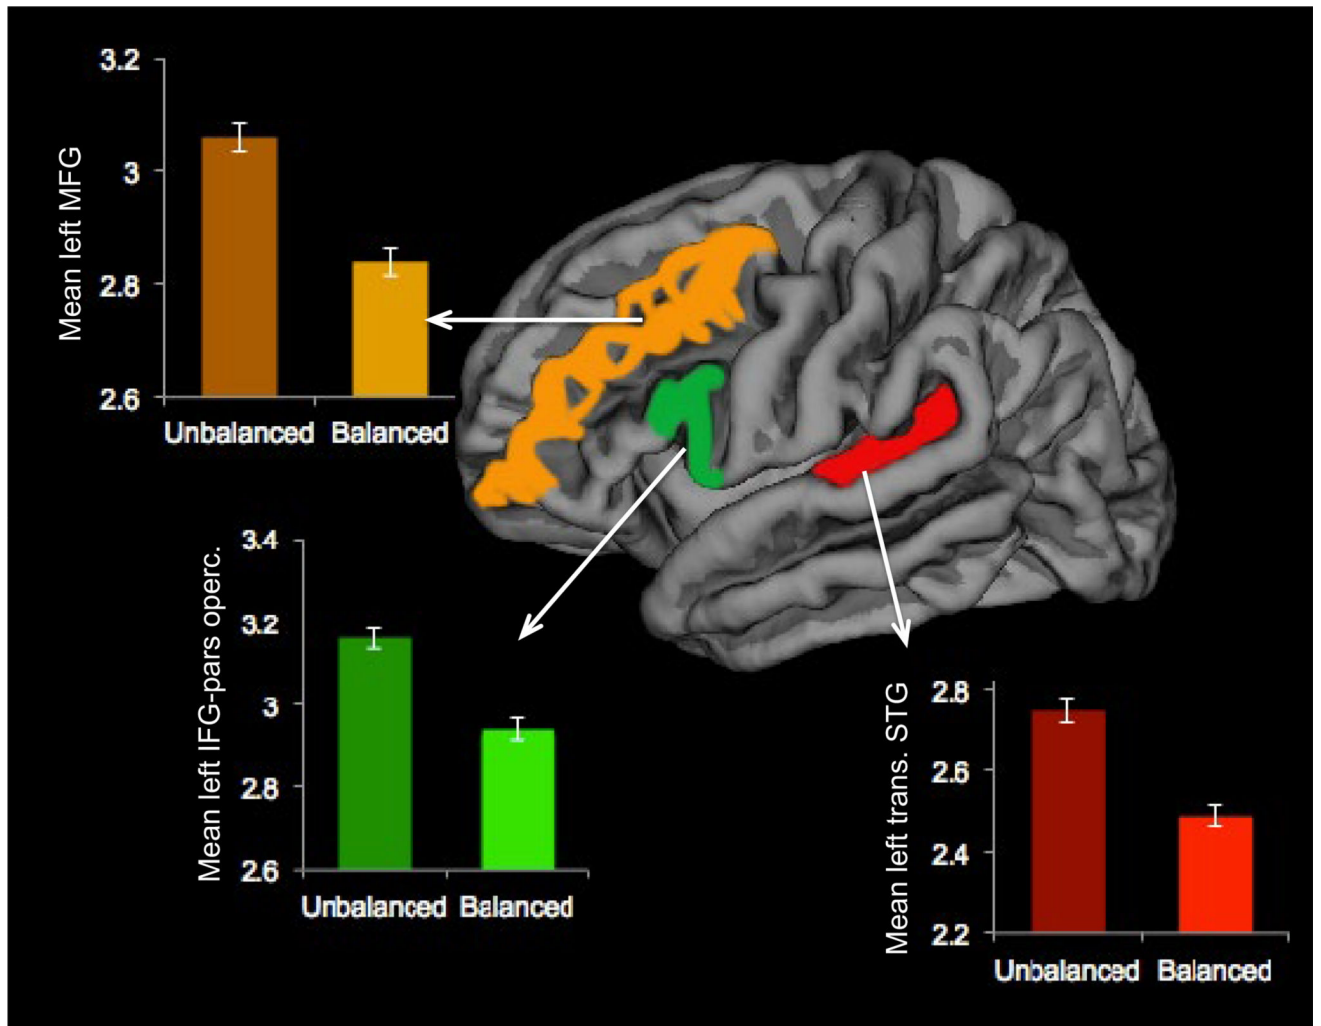 3.2
3
2.8
2.6
Mean left MFG
Unbalanced Balanced
3.4
3.2
3
2.8
2.6
Mean left IFG-pars operc.
Unbalanced Balanced
2.8
2.6
2.4
2.2
Mean left trans. STG
Unbalanced Balanced